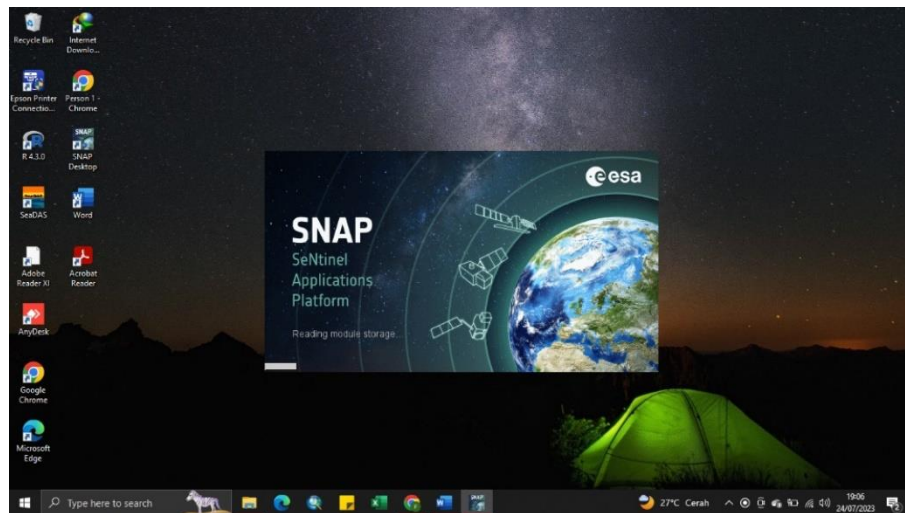 Recycle Bin
Internet
Downlo...
Epson Printer
Connectio...
Person 1 -
Chrome
R 4.3.0
SNAP
SNAP
Desktop
SeaDAS
Word
Adobe
Reader XI
Acrobat
Reader
AnyDesk
Google
Chrome
Microsoft
Edge
esa
SNAP
SeNtinel
Applications
Platform
Reading module storage...
Type here to search
27°C Cerah
19:06
24/07/2023